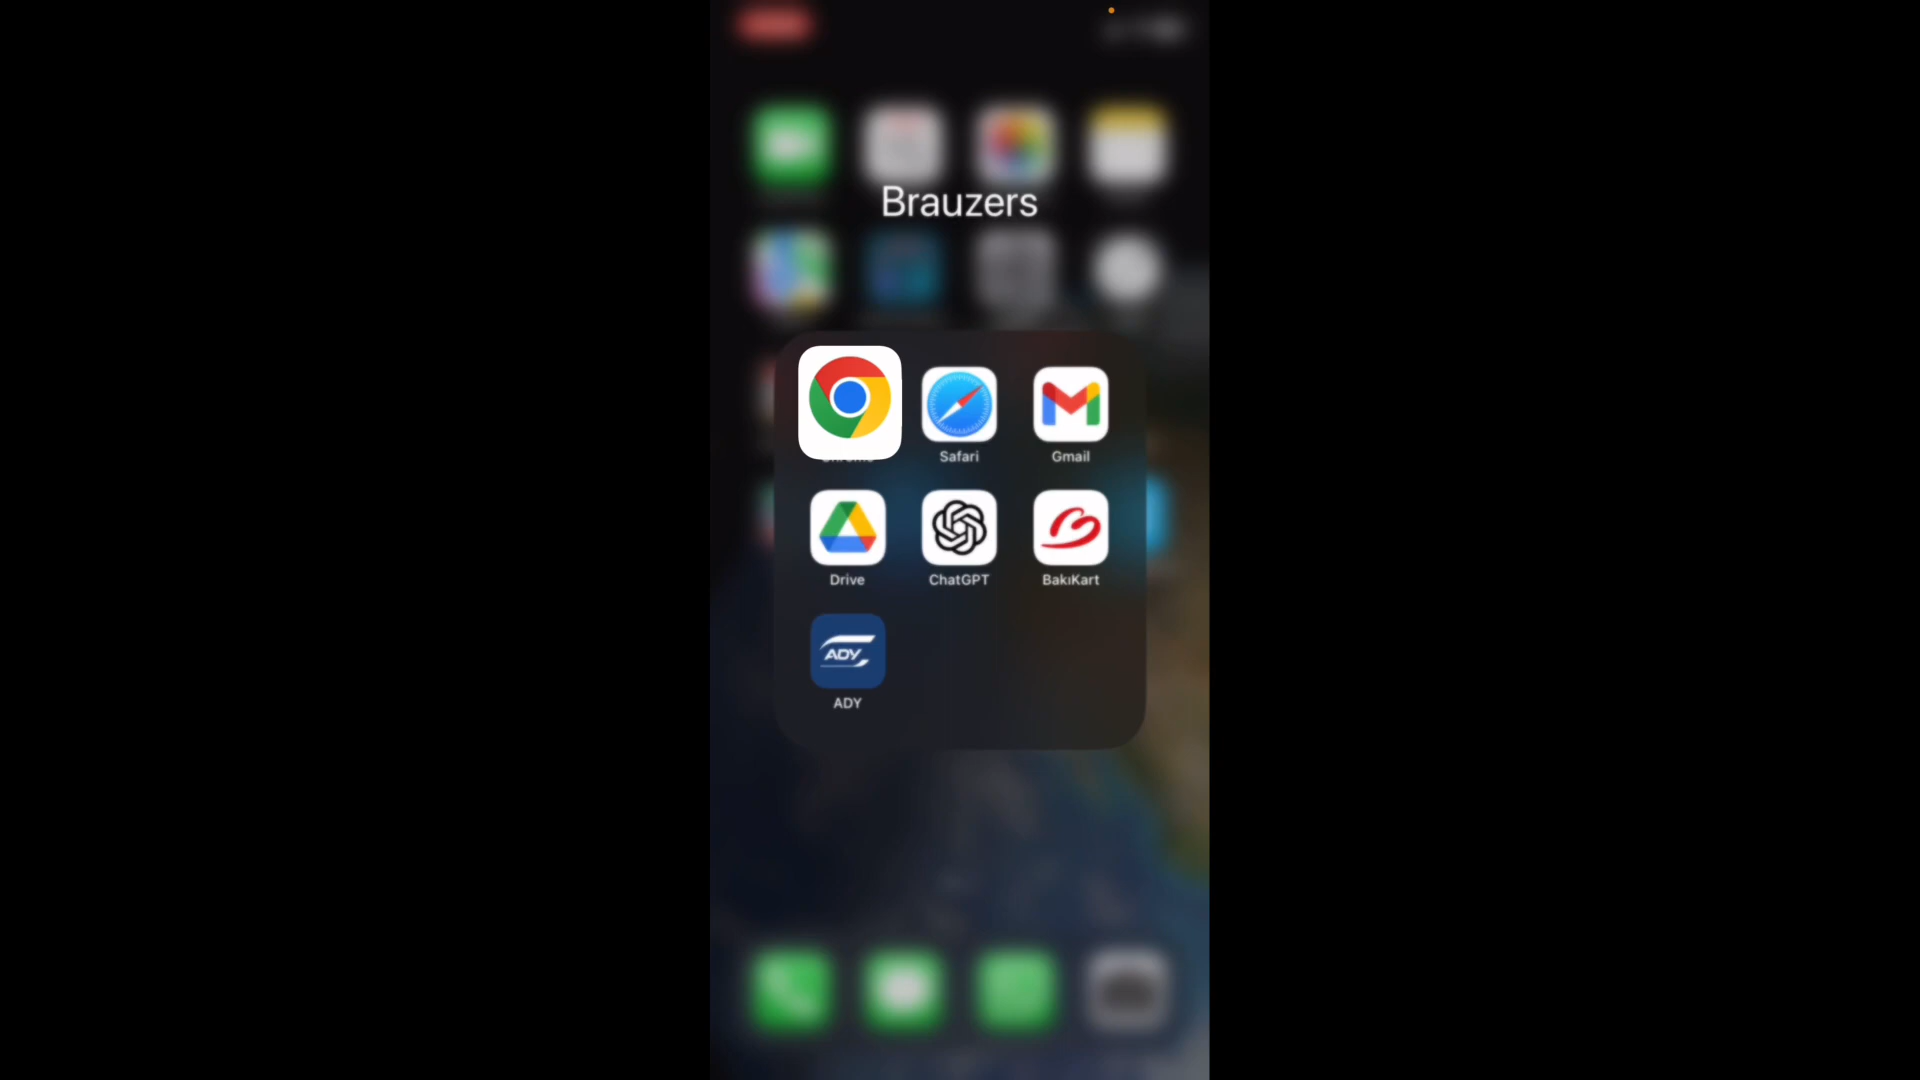 Brauzers
Safari
Gmail
Drive
ChatGPT
BakıKart
ADY
ADY